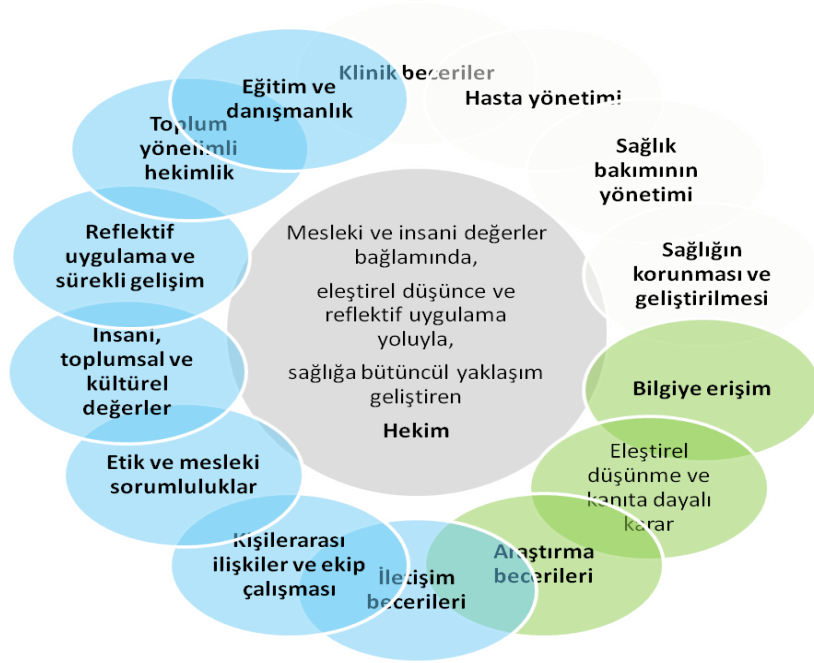 Klinik beceriler
Hasta yönetimi
Sağlık
bakımının
yönetimi
Sağlığın
korunması ve
geliştirilmesi
Bilgiye erişim
Eleştirel
düşünme ve
kanıta dayalı
karar
Araştırma
becerileri
İletişim
becerileri
Kişilerarası
ilişkiler ve ekip
çalışması
Etik ve mesleki
sorumluluklar
İnsani,
toplumsal ve
kültürel
değerler
Reflektif
uygulama ve
sürekli gelişim
Toplum
yönelimli
hekimlik
Eğitim ve
danışmanlık
Mesleki ve insani değerler
bağlamında,
eleştirel düşünce ve
reflektif uygulama
yoluyla,
sağlığa bütüncül yaklaşım
geliştiren
Hekim